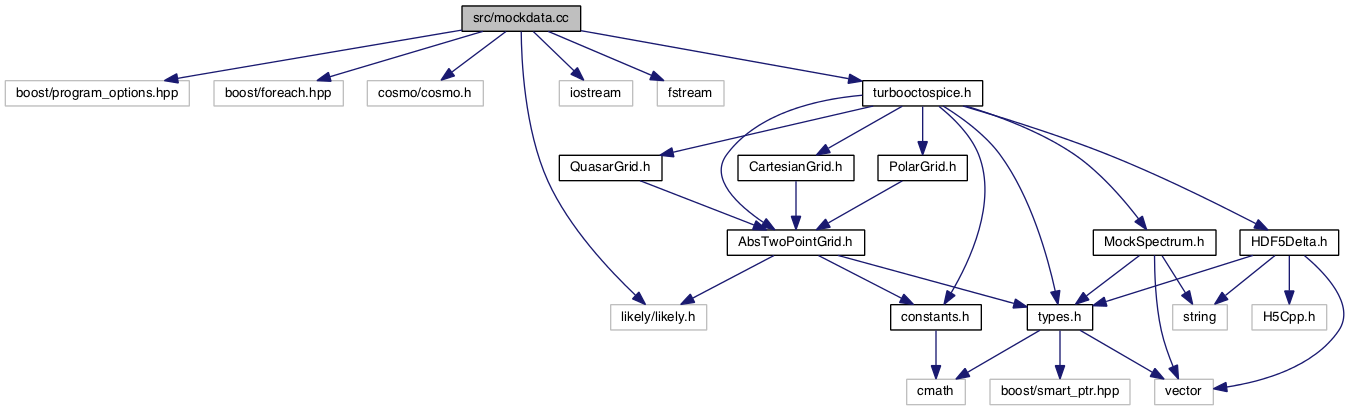 src/mockdata.cc
boost/program_options.hpp
boost/foreach.hpp
cosmo/cosmo.h
iostream
fstream
turbooctospice.h
QuasarGrid.h
CartesianGrid.h
PolarGrid.h
AbsTwoPointGrid.h
MockSpectrum.h
HDF5Delta.h
likely/likely.h
constants.h
types.h
string
H5Cpp.h
cmath
boost/smart_ptr.hpp
vector